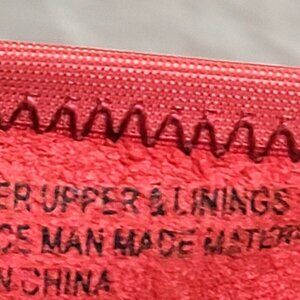 ER UPPER & LININGS
CE MAN MADE MATER
N CHINA